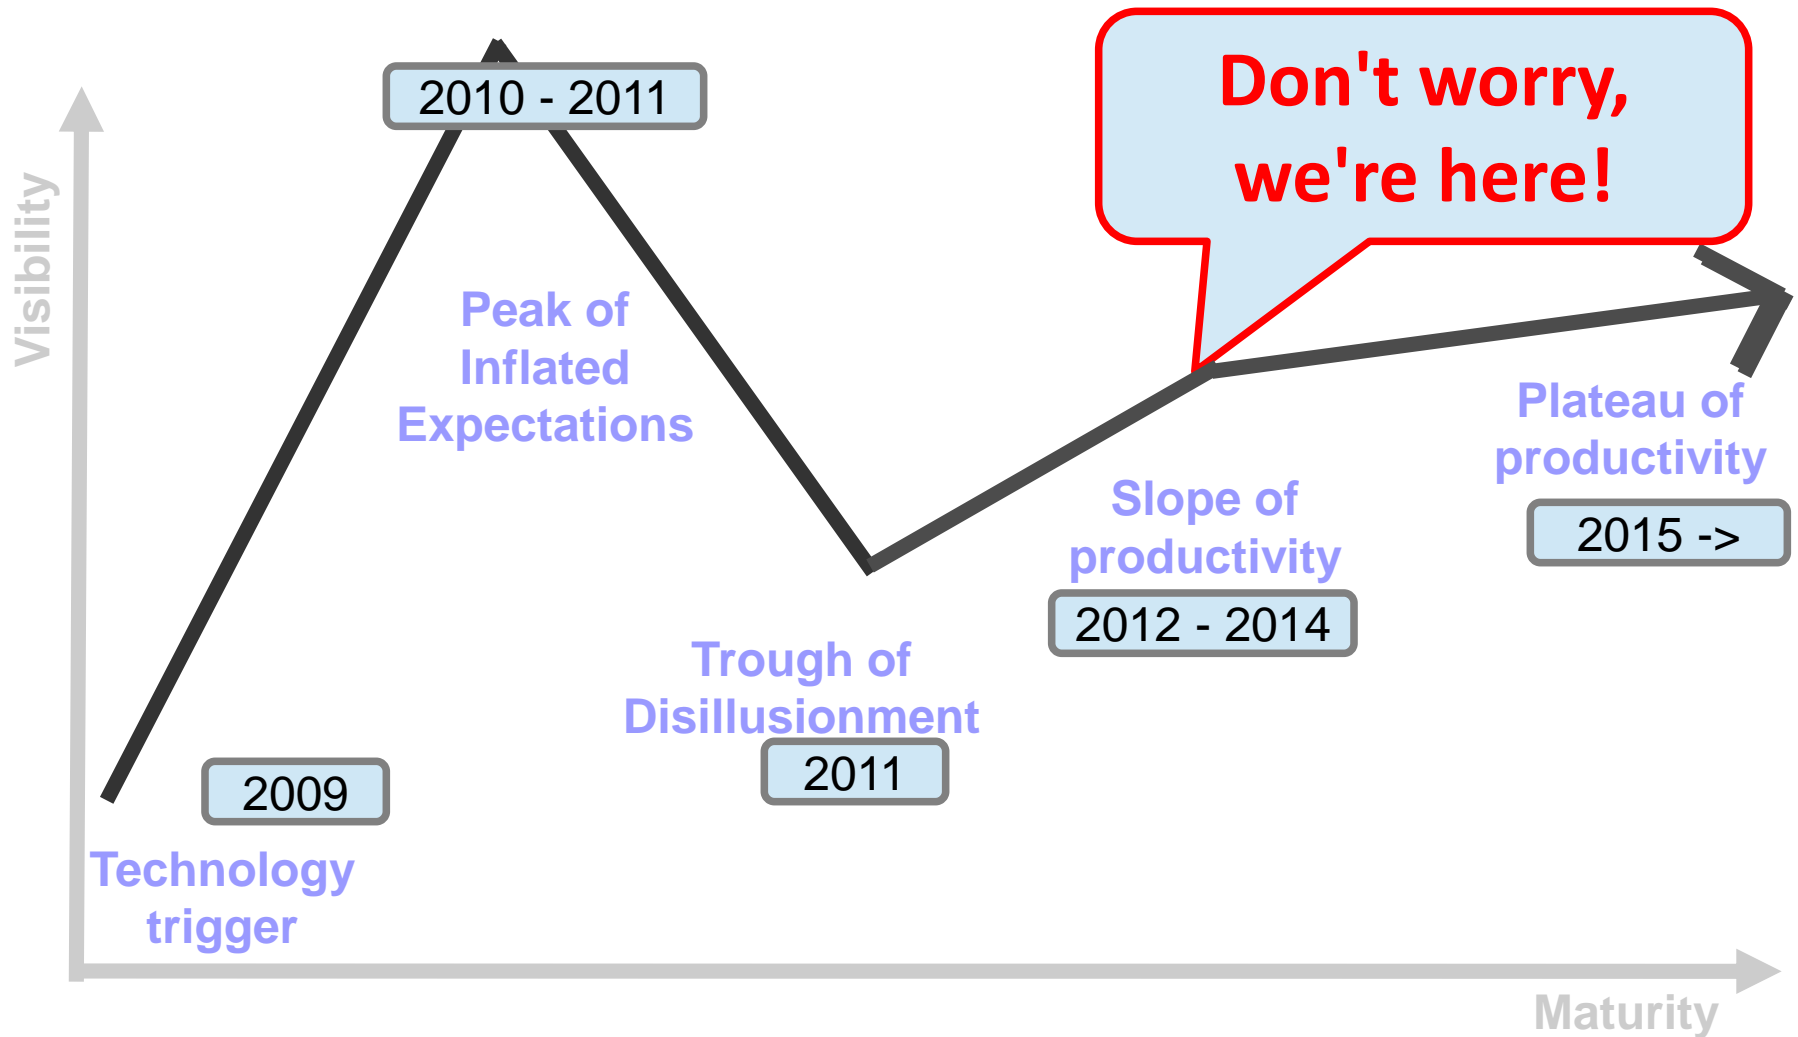 Don't worry,
we're here!
2010 - 2011
Visibility
Peak of
Inflated
Expectations
Plateau of
productivity
2015 ->
Slope of
productivity
2012 - 2014
Trough of
Disillusionment
2011
2009
Technology
trigger
Maturity